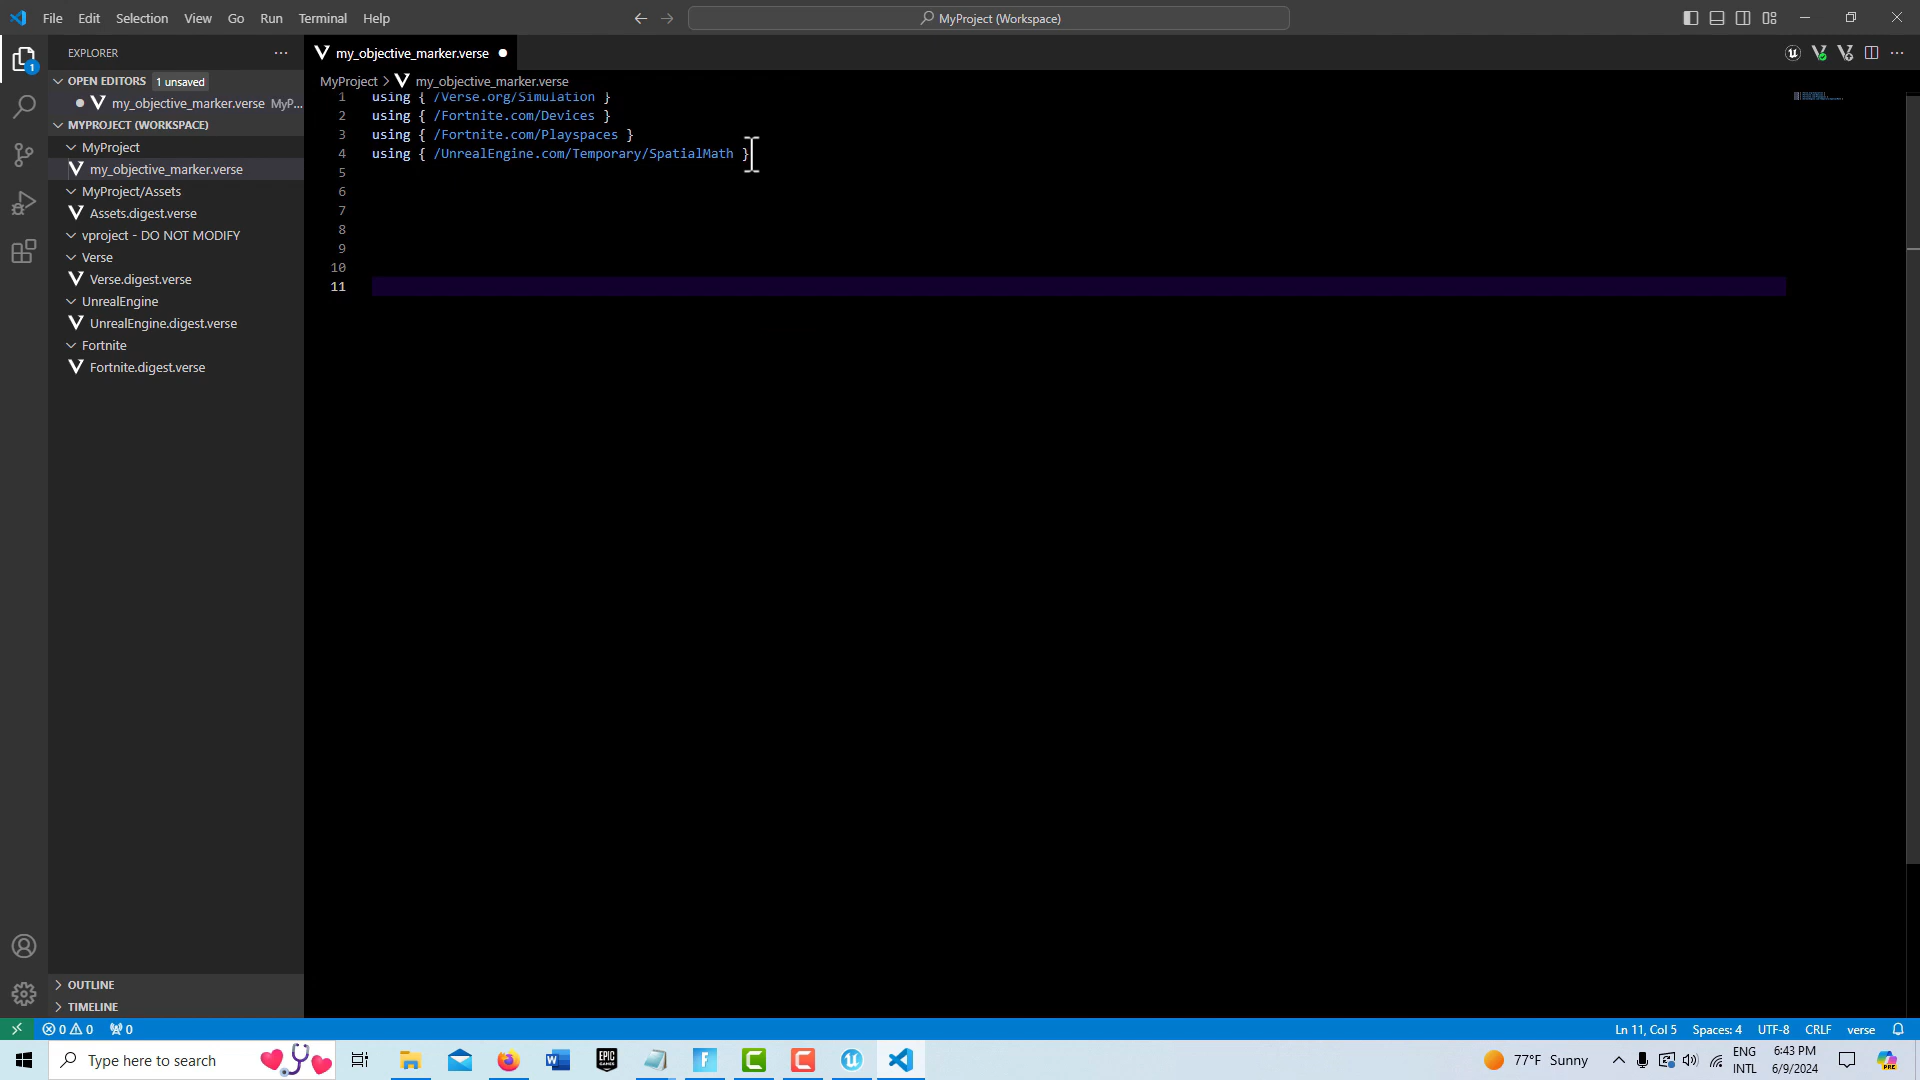 File Edit Selection View Go Run Terminal Help
MyProject (Workspace)
EXPLORER
OPEN EDITORS 1 unsaved
my_objective_marker.verse MyP...
MYPROJECT (WORKSPACE)
MyProject
my_objective_marker.verse
MyProject/Assets
Assets.digest.verse
vproject - DO NOT MODIFY
Verse
Verse.digest.verse
UnrealEngine
UnrealEngine.digest.verse
Fortnite
Fortnite.digest.verse
OUTLINE
TIMELINE
my_objective_marker.verse
MyProject > my_objective_marker.verse
1 using { /Verse.org/Simulation }
2 using { /Fortnite.com/Devices }
3 using { /Fortnite.com/Playspaces }
4 using { /UnrealEngine.com/Temporary/SpatialMath }
5
6
7
8
9
10
11
0 0 0
Ln 11, Col 5 Spaces: 4 UTF-8 CRLF verse
Type here to search
77°F Sunny
ENG
INTL
6:43 PM
6/9/2024